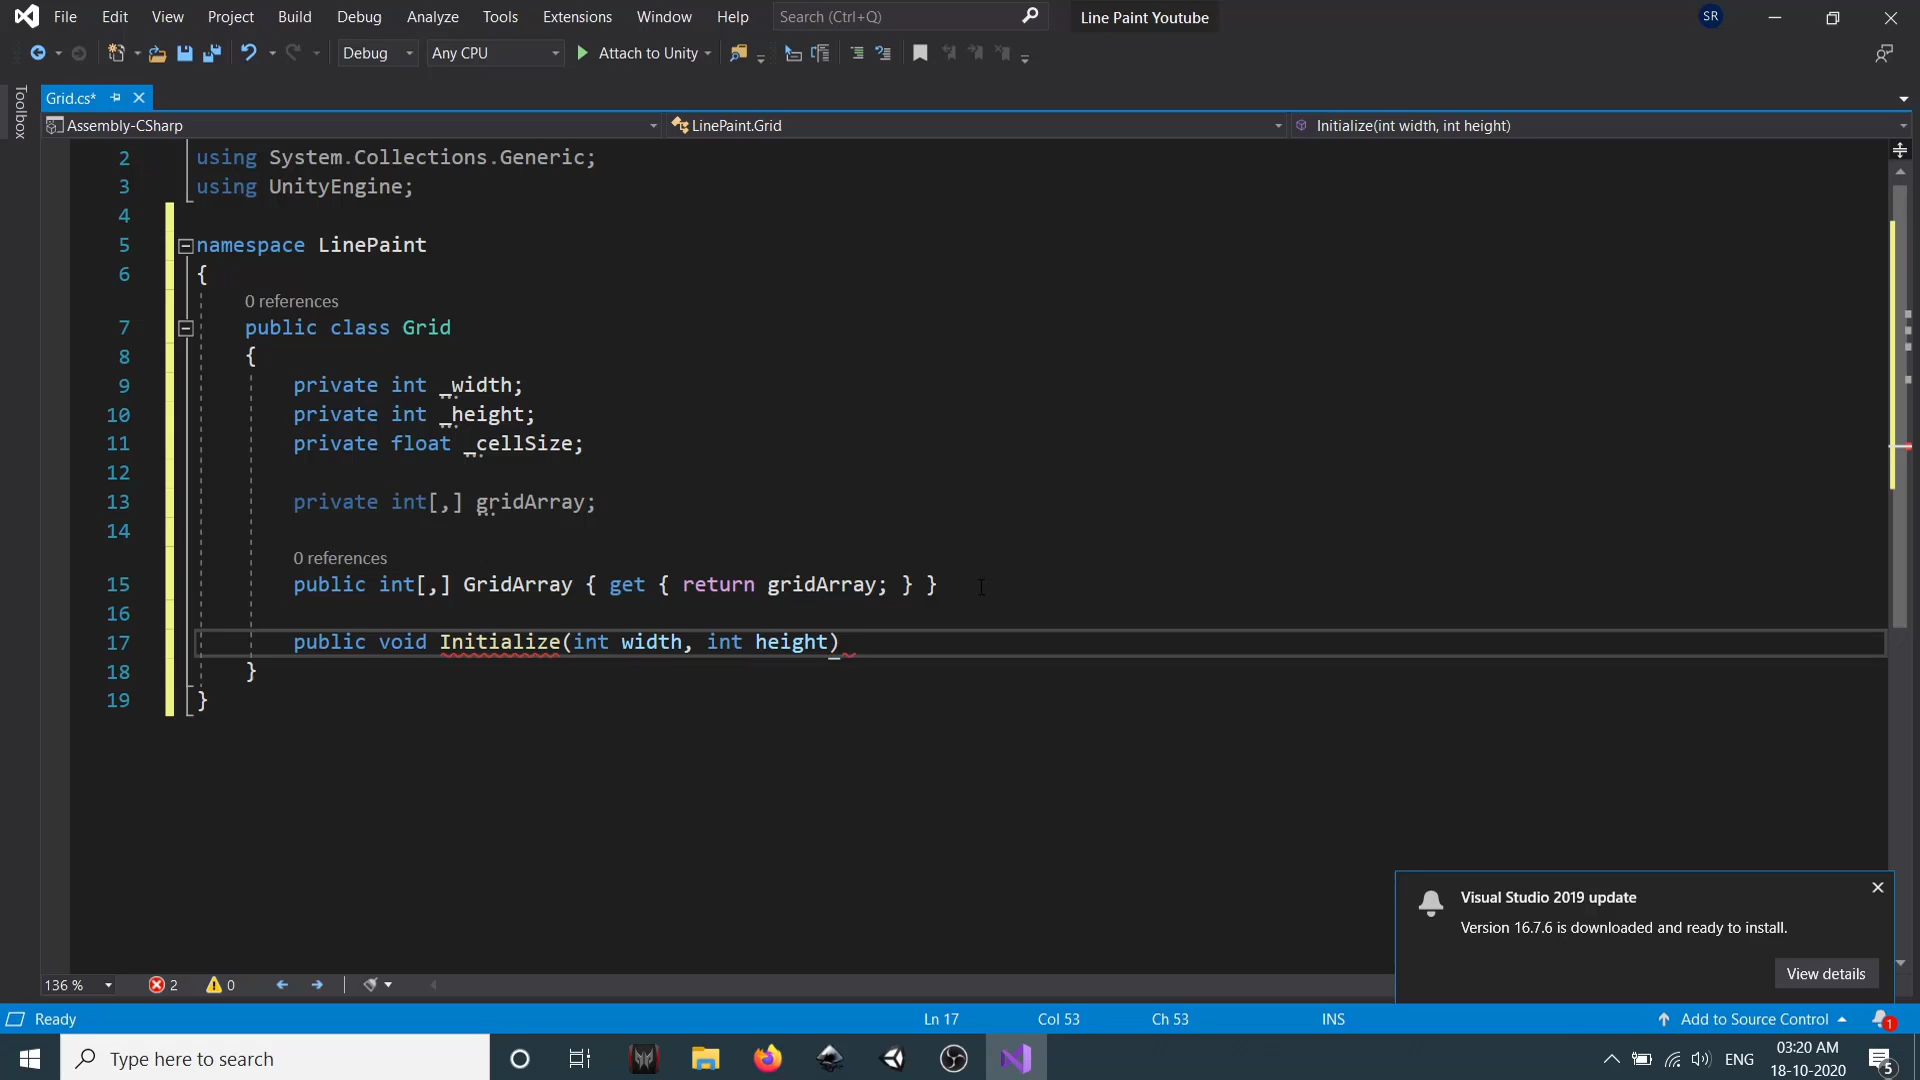 File Edit View Project Build Debug Analyze Tools Extensions Window Help Search (Ctrl+Q) Line Paint Youtube SR
Debug Any CPU Attach to Unity
Toolbox
Grid.cs*
Assembly-CSharp LinePaint.Grid Initialize(int width, int height)
2 using System.Collections.Generic;
3 using UnityEngine;
4
5 namespace LinePaint
6 {
0 references
7 public class Grid
8 {
9 private int _width;
10 private int _height;
11 private float _cellSize;
12
13 private int[,] gridArray;
14
0 references
15 public int[,] GridArray { get { return gridArray; } }
16
17 public void Initialize(int width, int height)
18 }
19 }
Visual Studio 2019 update
Version 16.7.6 is downloaded and ready to install.
View details
136 % 2 0
Ready Ln 17 Col 53 Ch 53 INS Add to Source Control 1
Type here to search ENG 03:20 AM 5
18-10-2020